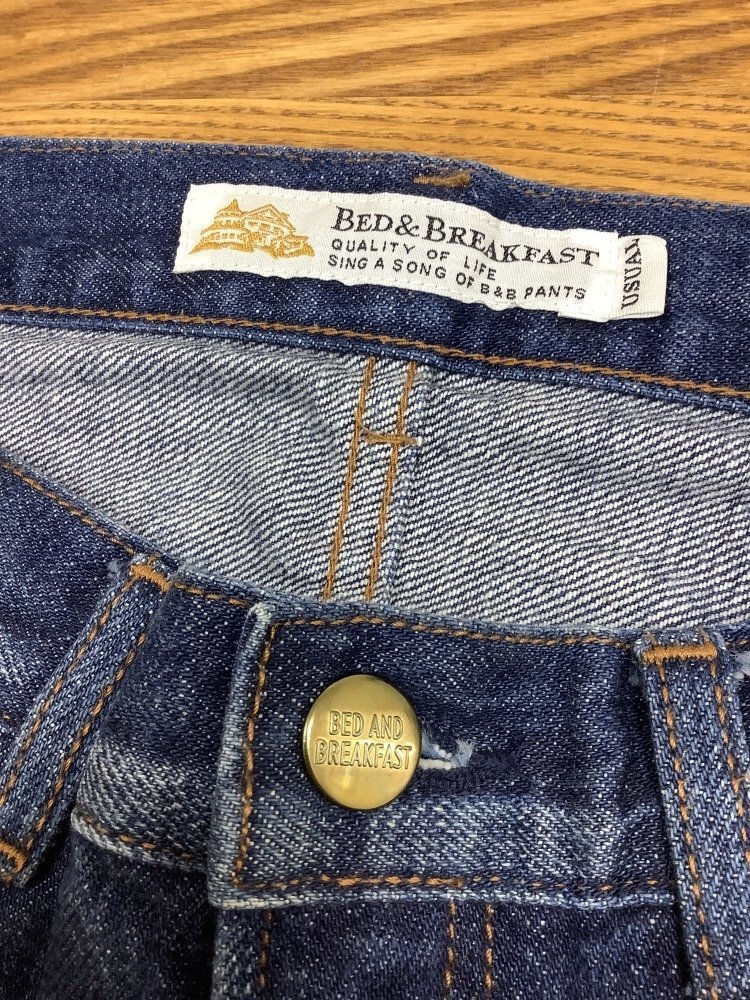 BED & BREAKFAST
QUALITY OF LIFE
SING A SONG OF B&B PANTS
USUAL
BED AND
BREAKFAST